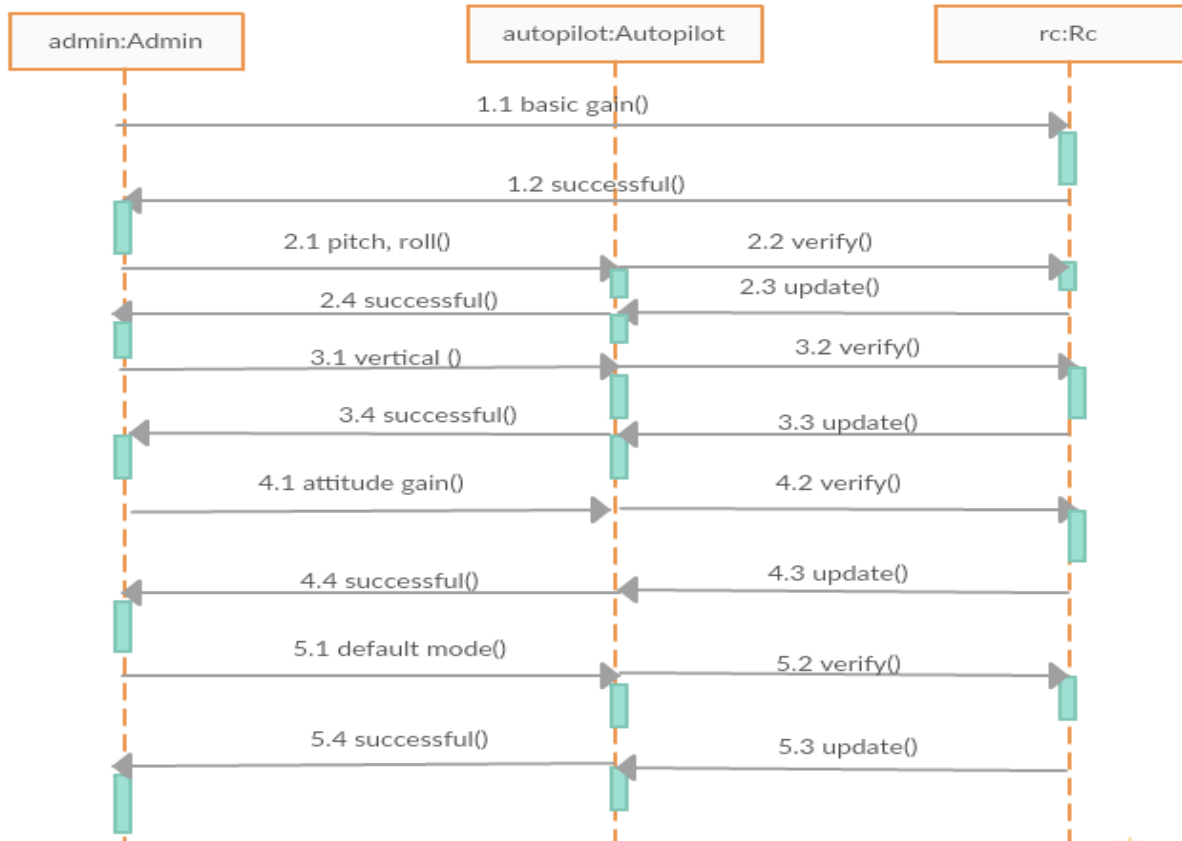 admin:Admin
autopilot:Autopilot
rc:Rc
1.1 basic gain()
1.2 successful()
2.1 pitch, roll()
2.2 verify()
2.3 update()
2.4 successful()
3.1 vertical ()
3.2 verify()
3.4 successful()
3.3 update()
4.1 attitude gain()
4.2 verify()
4.4 successful()
4.3 update()
5.1 default mode()
5.2 verify()
5.4 successful()
5.3 update()